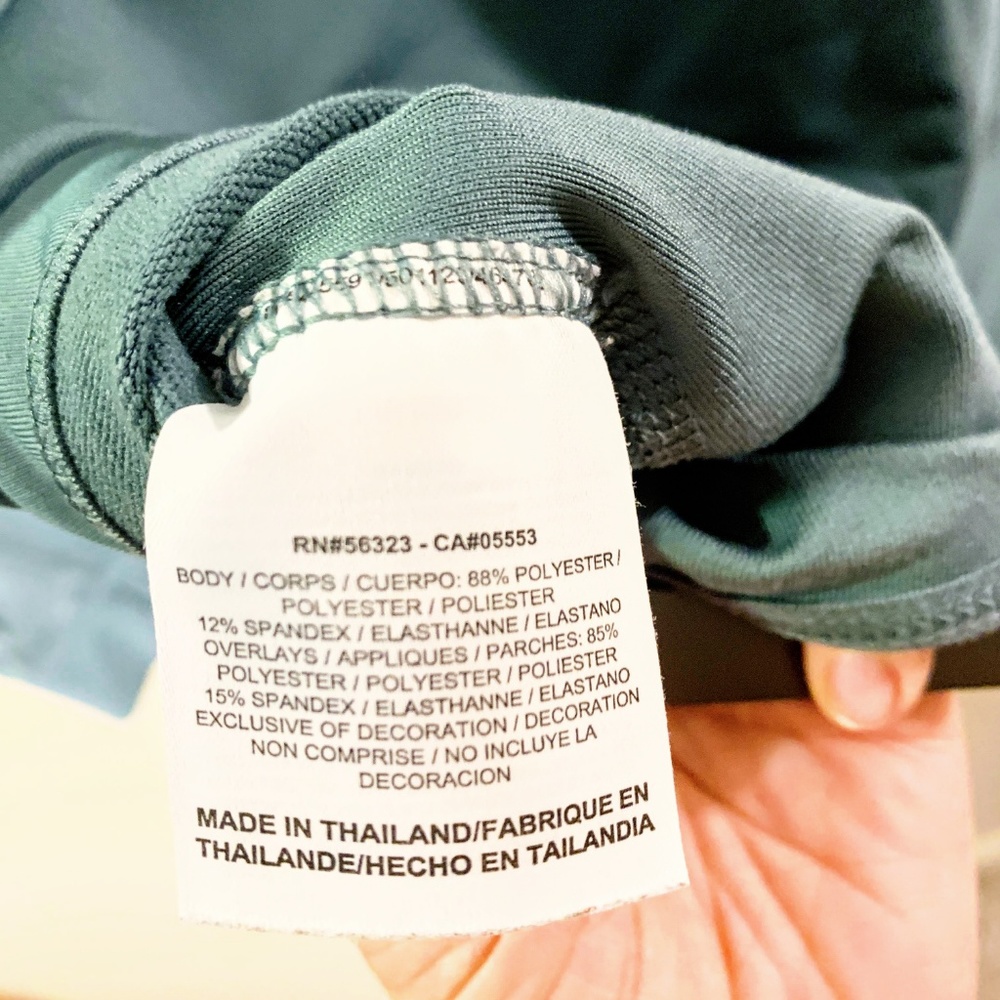 RN#56323 - CA#05553
BODY / CORPS / CUERPO: 88% POLYESTER /
POLYESTER / POLIESTER
12% SPANDEX / ELASTHANNE / ELASTANO
OVERLAYS / APPLIQUES / PARCHES: 85%
POLYESTER / POLYESTER / POLIESTER
15% SPANDEX / ELASTHANNE / ELASTANO
EXCLUSIVE OF DECORATION / DECORATION
NON COMPRISE / NO INCLUYE LA
DECORACION
MADE IN THAILAND/FABRIQUE EN
THAILANDE/HECHO EN TAILANDIA